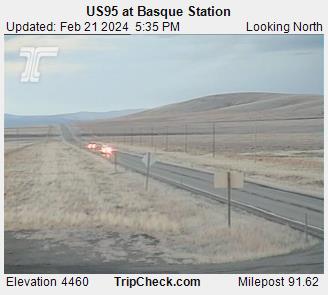 US95 at Basque Station
Updated: Feb 21 2024 5:35 PM Looking North
Elevation 4460 TripCheck.com Milepost 91.62